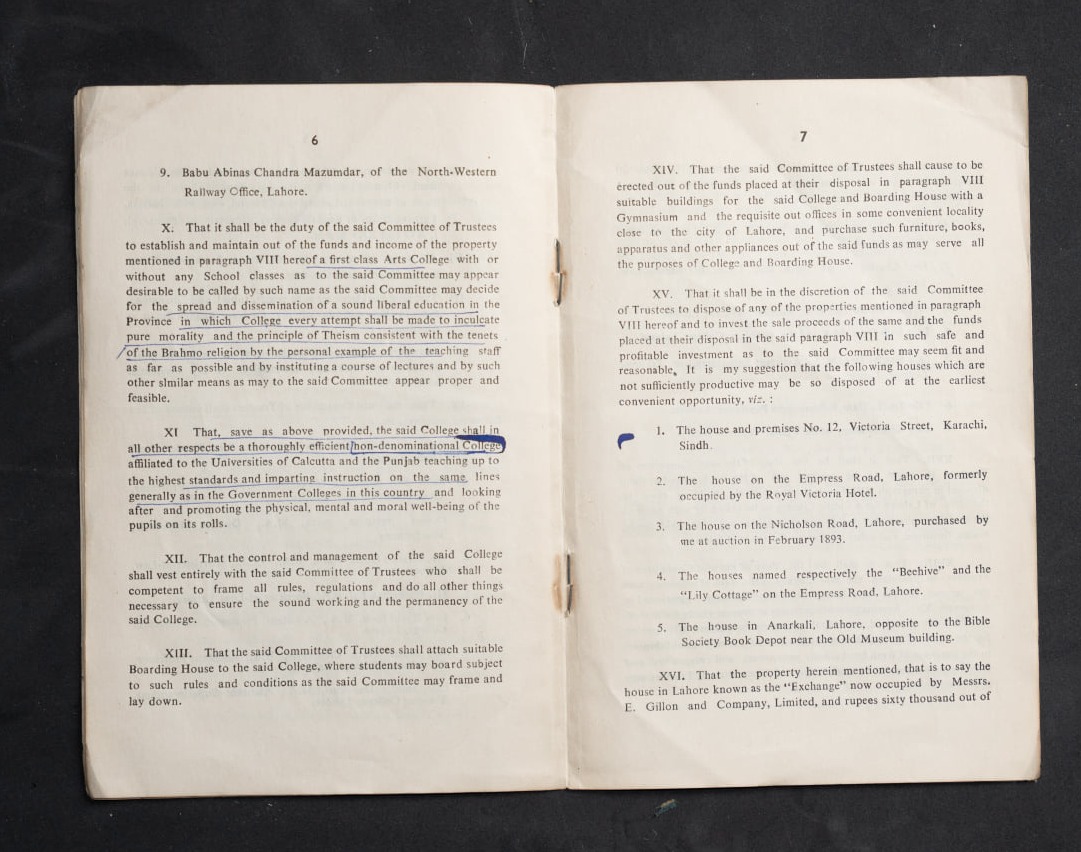 6
9. Babu Abinas Chandra Mazumdar, of the North-Western
Railway Office, Lahore.
X. That it shall be the duty of the said Committee of Trustees
to establish and maintain out of the funds and income of the property
mentioned in paragraph VIII hereof a first class Arts College with or
without any School classes as to the said Committee may appear
desirable to be called by such name as the said Committee may decide
for the spread and dissemination of a sound liberal education in the
Province in which College every attempt shall be made to inculcate
pure morality and the principle of Theism consistent with the tenets
of the Brahmo religion by the personal example of the teaching staff
as far as possible and by instituting a course of lectures and by such
other similar means as may to the said Committee appear proper and
feasible.
XI That, save as above provided, the said College shall in
all other respects be a thoroughly efficient non-denominational College
affiliated to the Universities of Calcutta and the Punjab teaching up to
the highest standards and imparting instruction on the same lines
generally as in the Government Colleges in this country and looking
after and promoting the physical, mental and moral well-being of the
pupils on its rolls.
XII. That the control and management of the said College
shall vest entirely with the said Committee of Trustees who shall be
competent to frame all rules, regulations and do all other things
necessary to ensure the sound working and the permanency of the
said College.
XIII. That the said Committee of Trustees shall attach suitable
Boarding House to the said College, where students may board subject
to such rules and conditions as the said Committee may frame and
lay down.
7
XIV. That the said Committee of Trustees shall cause to be
erected out of the funds placed at their disposal in paragraph VIII
suitable buildings for the said College and Boarding House with a
Gymnasium and the requisite out offices in some convenient locality
close to the city of Lahore, and purchase such furniture, books,
apparatus and other appliances out of the said funds as may serve all
the purposes of College and Boarding House.
XV. That it shall be in the discretion of the said Committee
of Trustees to dispose of any of the properties mentioned in paragraph
VIII hereof and to invest the sale proceeds of the same and the funds
placed at their disposal in the said paragraph VIII in such safe and
profitable investment as to the said Committee may seem fit and
reasonable. It is my suggestion that the following houses which are
not sufficiently productive may be so disposed of at the earliest
convenient opportunity, viz. :
1. The house and premises No. 12, Victoria Street, Karachi,
Sindh.
2. The house on the Empress Road, Lahore, formerly
occupied by the Royal Victoria Hotel.
3. The house on the Nicholson Road, Lahore, purchased by
me at auction in February 1893.
4. The houses named respectively the "Beehive" and the
"Lily Cottage" on the Empress Road, Lahore.
5. The house in Anarkali, Lahore, opposite to the Bible
Society Book Depot near the Old Museum building.
XVI. That the property herein mentioned, that is to say the
house in Lahore known as the "Exchange" now occupied by Messrs.
E. Gillon and Company, Limited, and rupees sixty thousand out of